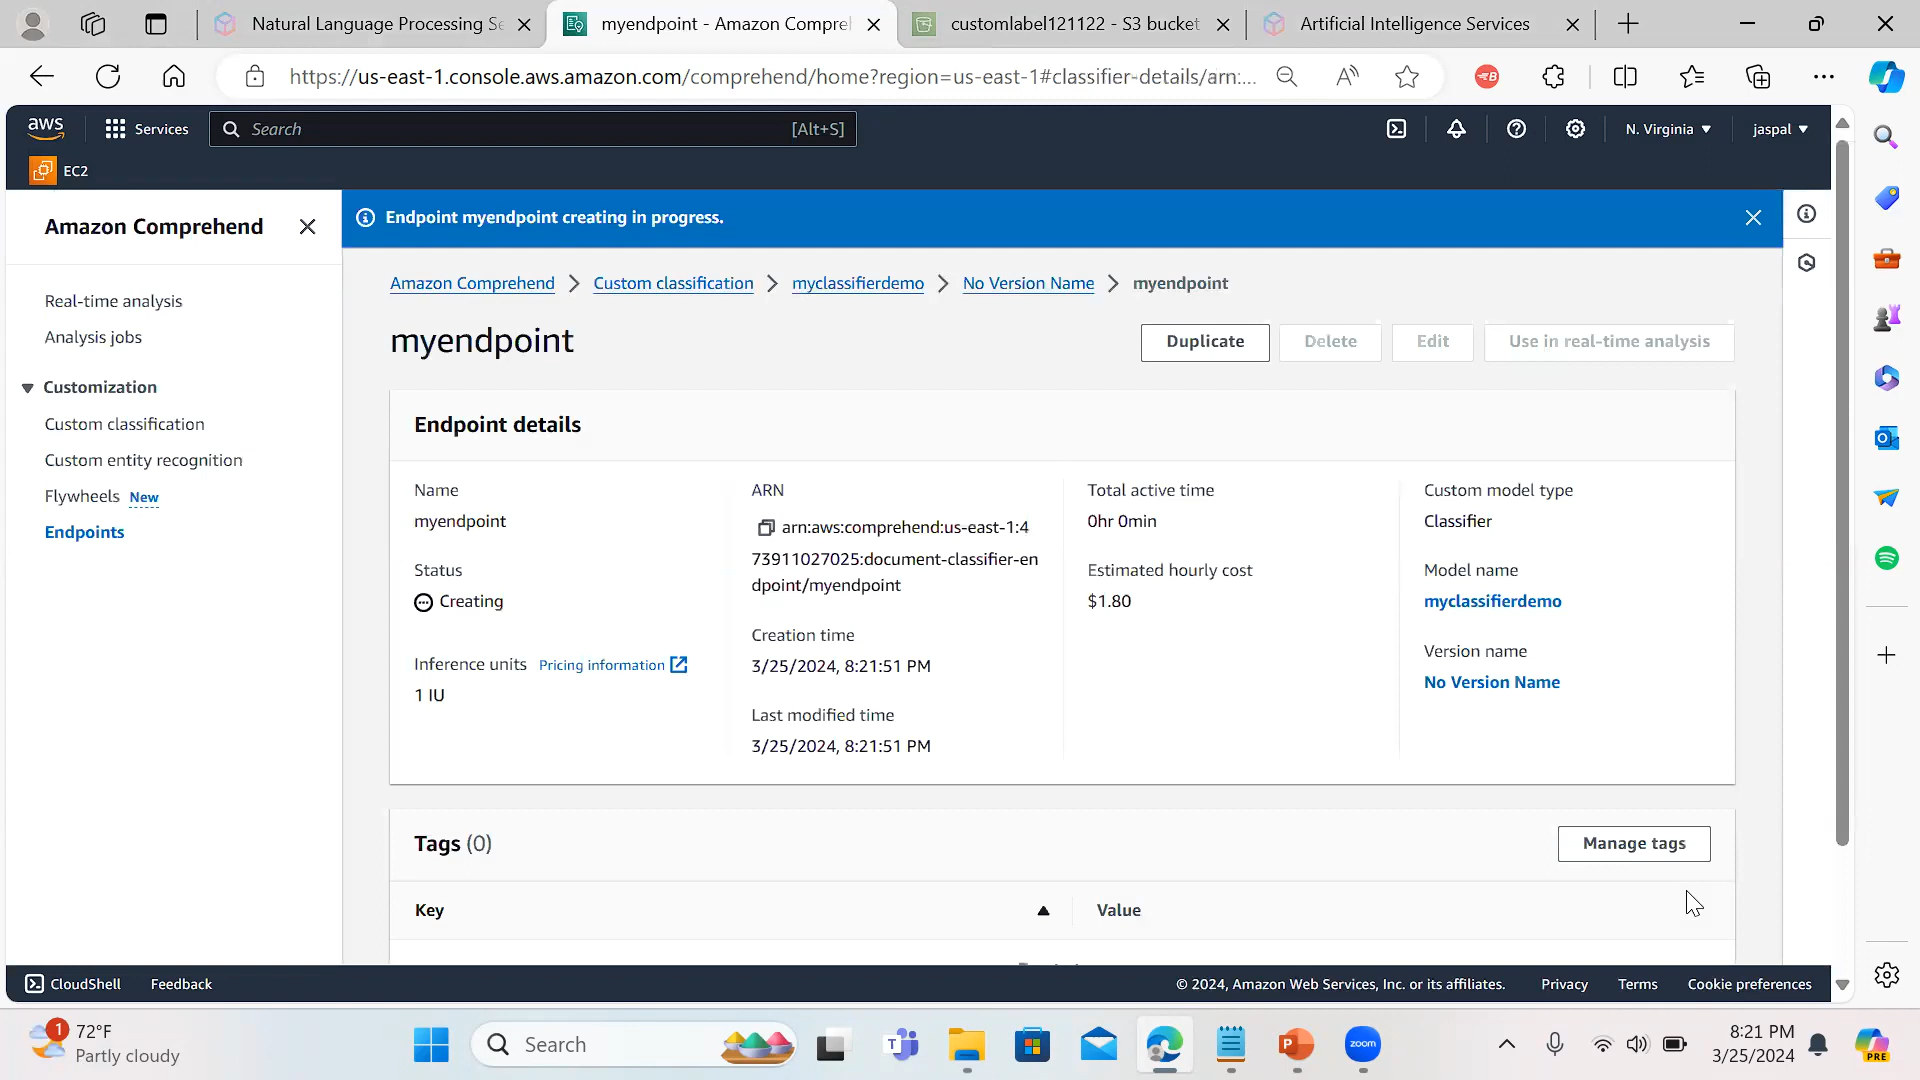 Natural Language Processing Se
myendpoint - Amazon Compreh
customlabel121122 - S3 bucket
Artificial Intelligence Services
https://us-east-1.console.aws.amazon.com/comprehend/home?region=us-east-1#classifier-details/arn:...
aws
Services
Search
[Alt+S]
N. Virginia
jaspal
EC2
Amazon Comprehend
Endpoint myendpoint creating in progress.
Real-time analysis
Analysis jobs
Customization
Custom classification
Custom entity recognition
Flywheels New
Endpoints
Amazon Comprehend
Custom classification
myclassifierdemo
No Version Name
myendpoint
myendpoint
Duplicate
Delete
Edit
Use in real-time analysis
Endpoint details
Name
myendpoint
Status
Creating
Inference units Pricing information
1 IU
ARN
arn:aws:comprehend:us-east-1:4
73911027025:document-classifier-en
dpoint/myendpoint
Creation time
3/25/2024, 8:21:51 PM
Last modified time
3/25/2024, 8:21:51 PM
Total active time
0hr 0min
Estimated hourly cost
$1.80
Custom model type
Classifier
Model name
myclassifierdemo
Version name
No Version Name
Tags (0)
Manage tags
Key
Value
CloudShell
Feedback
© 2024, Amazon Web Services, Inc. or its affiliates.
Privacy
Terms
Cookie preferences
1
72°F
Partly cloudy
Search
zoom
8:21 PM
3/25/2024
PRE